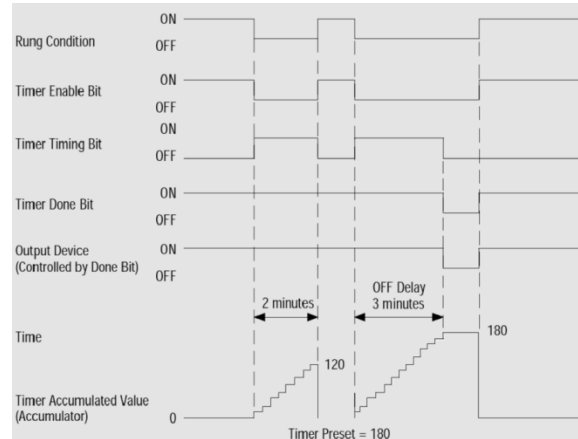 ON
Rung Condition
OFF
ON
Timer Enable Bit
OFF
ON
Timer Timing Bit
OFF
ON
Timer Done Bit
OFF
Output Device
ON
(Controlled by Done Bit)
OFF
OFF Delay
2 minutes
3 minutes
Time
180
120
Timer Accumulated Value
0
(Accumulator)
Timer Preset = 180